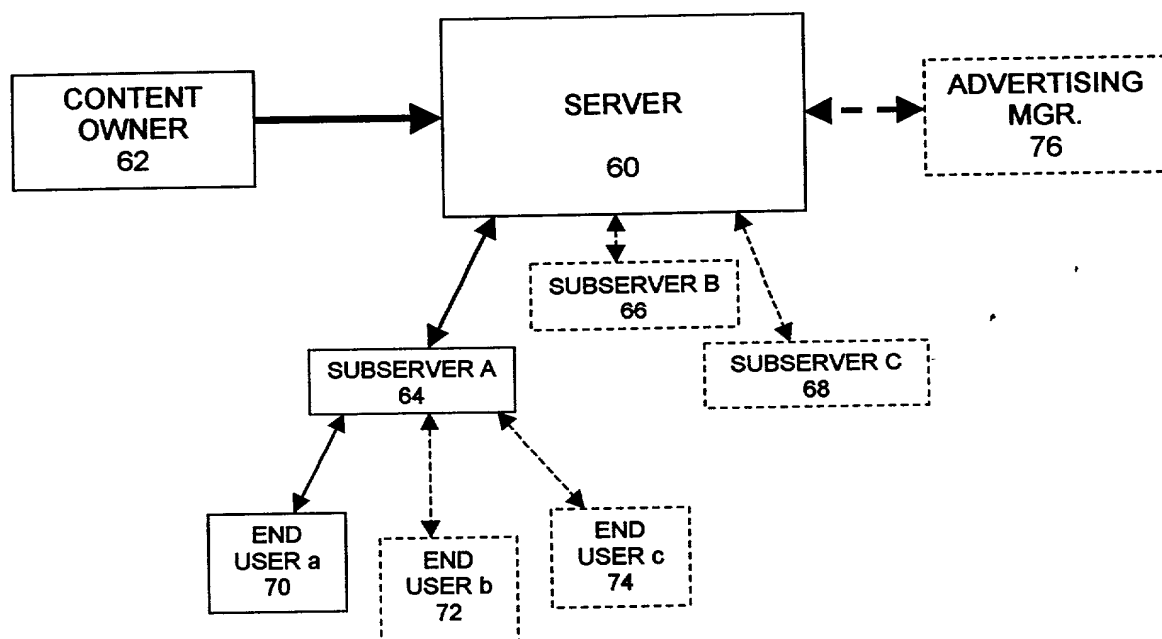 CONTENT
OWNER
62
SERVER
60
ADVERTISING
MGR.
76
SUBSERVER B
66
SUBSERVER C
68
SUBSERVER A
64
END
USER a
70
END
USER b
72
END
USER c
74